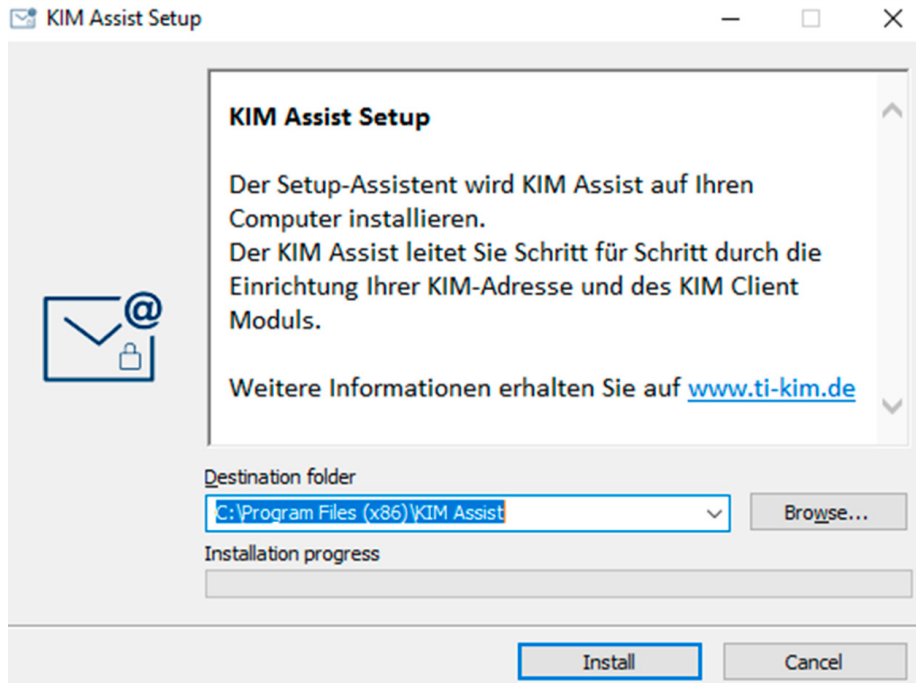 KIM Assist Setup
KIM Assist Setup
Der Setup-Assistent wird KIM Assist auf Ihren
Computer installieren.
Der KIM Assist leitet Sie Schritt für Schritt durch die
Einrichtung Ihrer KIM-Adresse und des KIM Client
Moduls.
Weitere Informationen erhalten Sie auf www.ti-kim.de
@
Destination folder
C:\Program Files (x86)\KIM Assist
Browse...
Installation progress
Install
Cancel